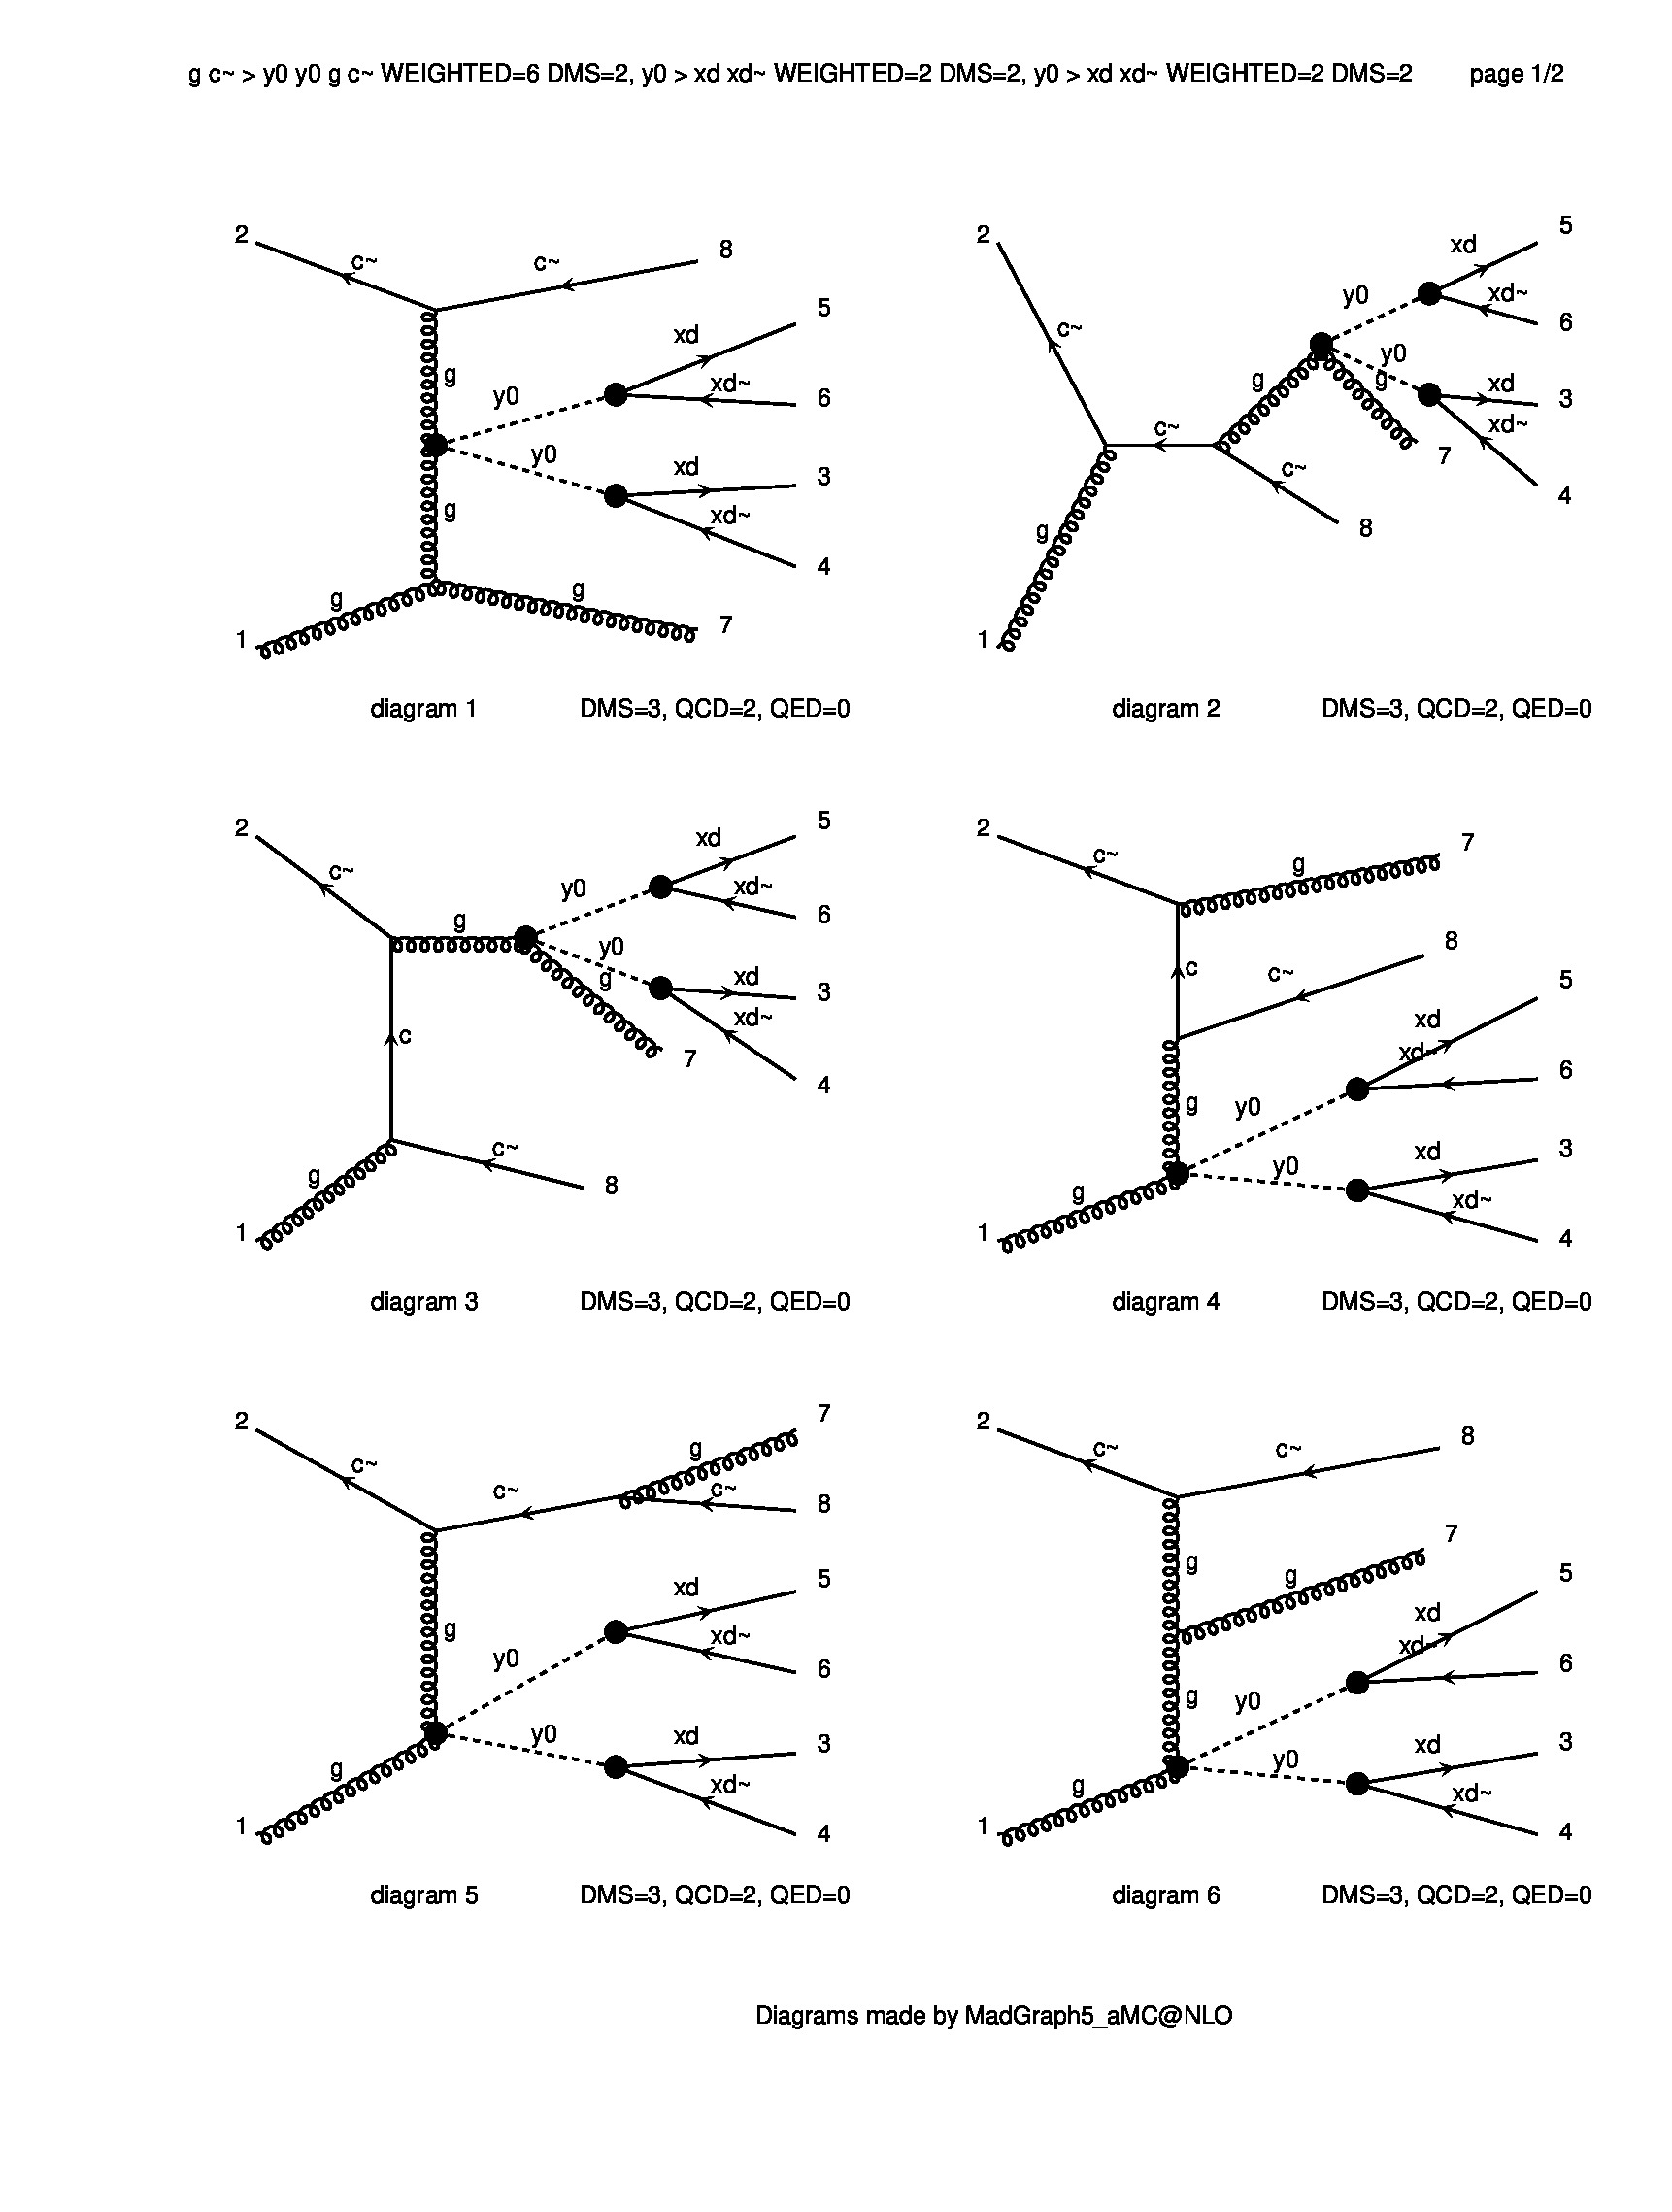 g c~ > y0 y0 g c~ WEIGHTED=6 DMS=2, y0 > xd xd~ WEIGHTED=2 DMS=2, y0 > xd xd~ WEIGHTED=2 DMS=2 page 1/2
2
c~
c~
8
5
xd
xd~
6
y0
g
y0
xd
3
xd~
4
g
g
g
7
1
diagram 1 DMS=3, QCD=2, QED=0
2
c~
5
xd
xd~
6
y0
y0
g
g
xd
3
xd~
4
7
c~
c~
8
g
1
diagram 2 DMS=3, QCD=2, QED=0
2
c~
g
5
xd
xd~
6
y0
y0
g
xd
3
xd~
4
7
c
c~
8
g
1
diagram 3 DMS=3, QCD=2, QED=0
2
c~
g
7
c
c~
8
5
xd
xd~
6
g
y0
y0
xd
3
xd~
4
g
1
diagram 4 DMS=3, QCD=2, QED=0
2
c~
7
g
c~
c~
8
5
xd
xd~
6
g
y0
y0
xd
3
xd~
4
g
1
diagram 5 DMS=3, QCD=2, QED=0
2
c~
c~
8
g
g
7
5
xd
xd~
6
g
y0
y0
xd
3
xd~
4
g
1
diagram 6 DMS=3, QCD=2, QED=0
Diagrams made by MadGraph5_aMC@NLO